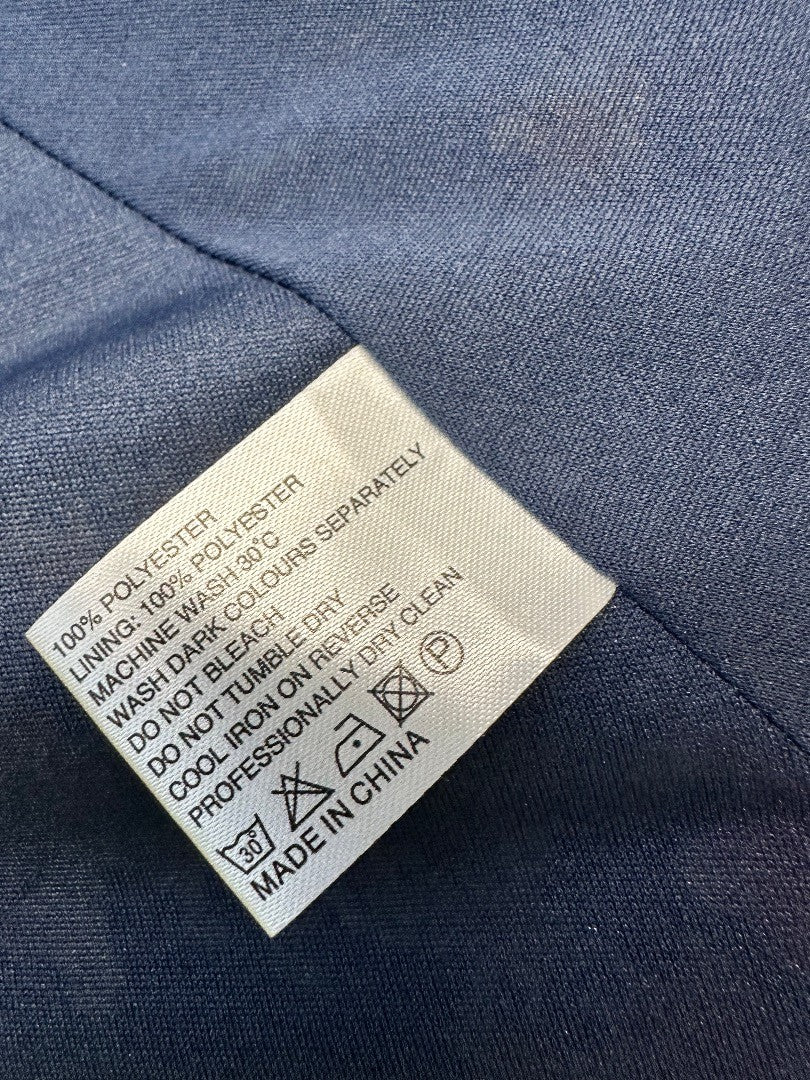 100% POLYESTER
LINING: 100% POLYESTER
MACHINE WASH 30°C
WASH DARK COLOURS SEPARATELY
DO NOT BLEACH
DO NOT TUMBLE DRY
COOL IRON ON REVERSE
PROFESSIONALLY DRY CLEAN
30° P
MADE IN CHINA